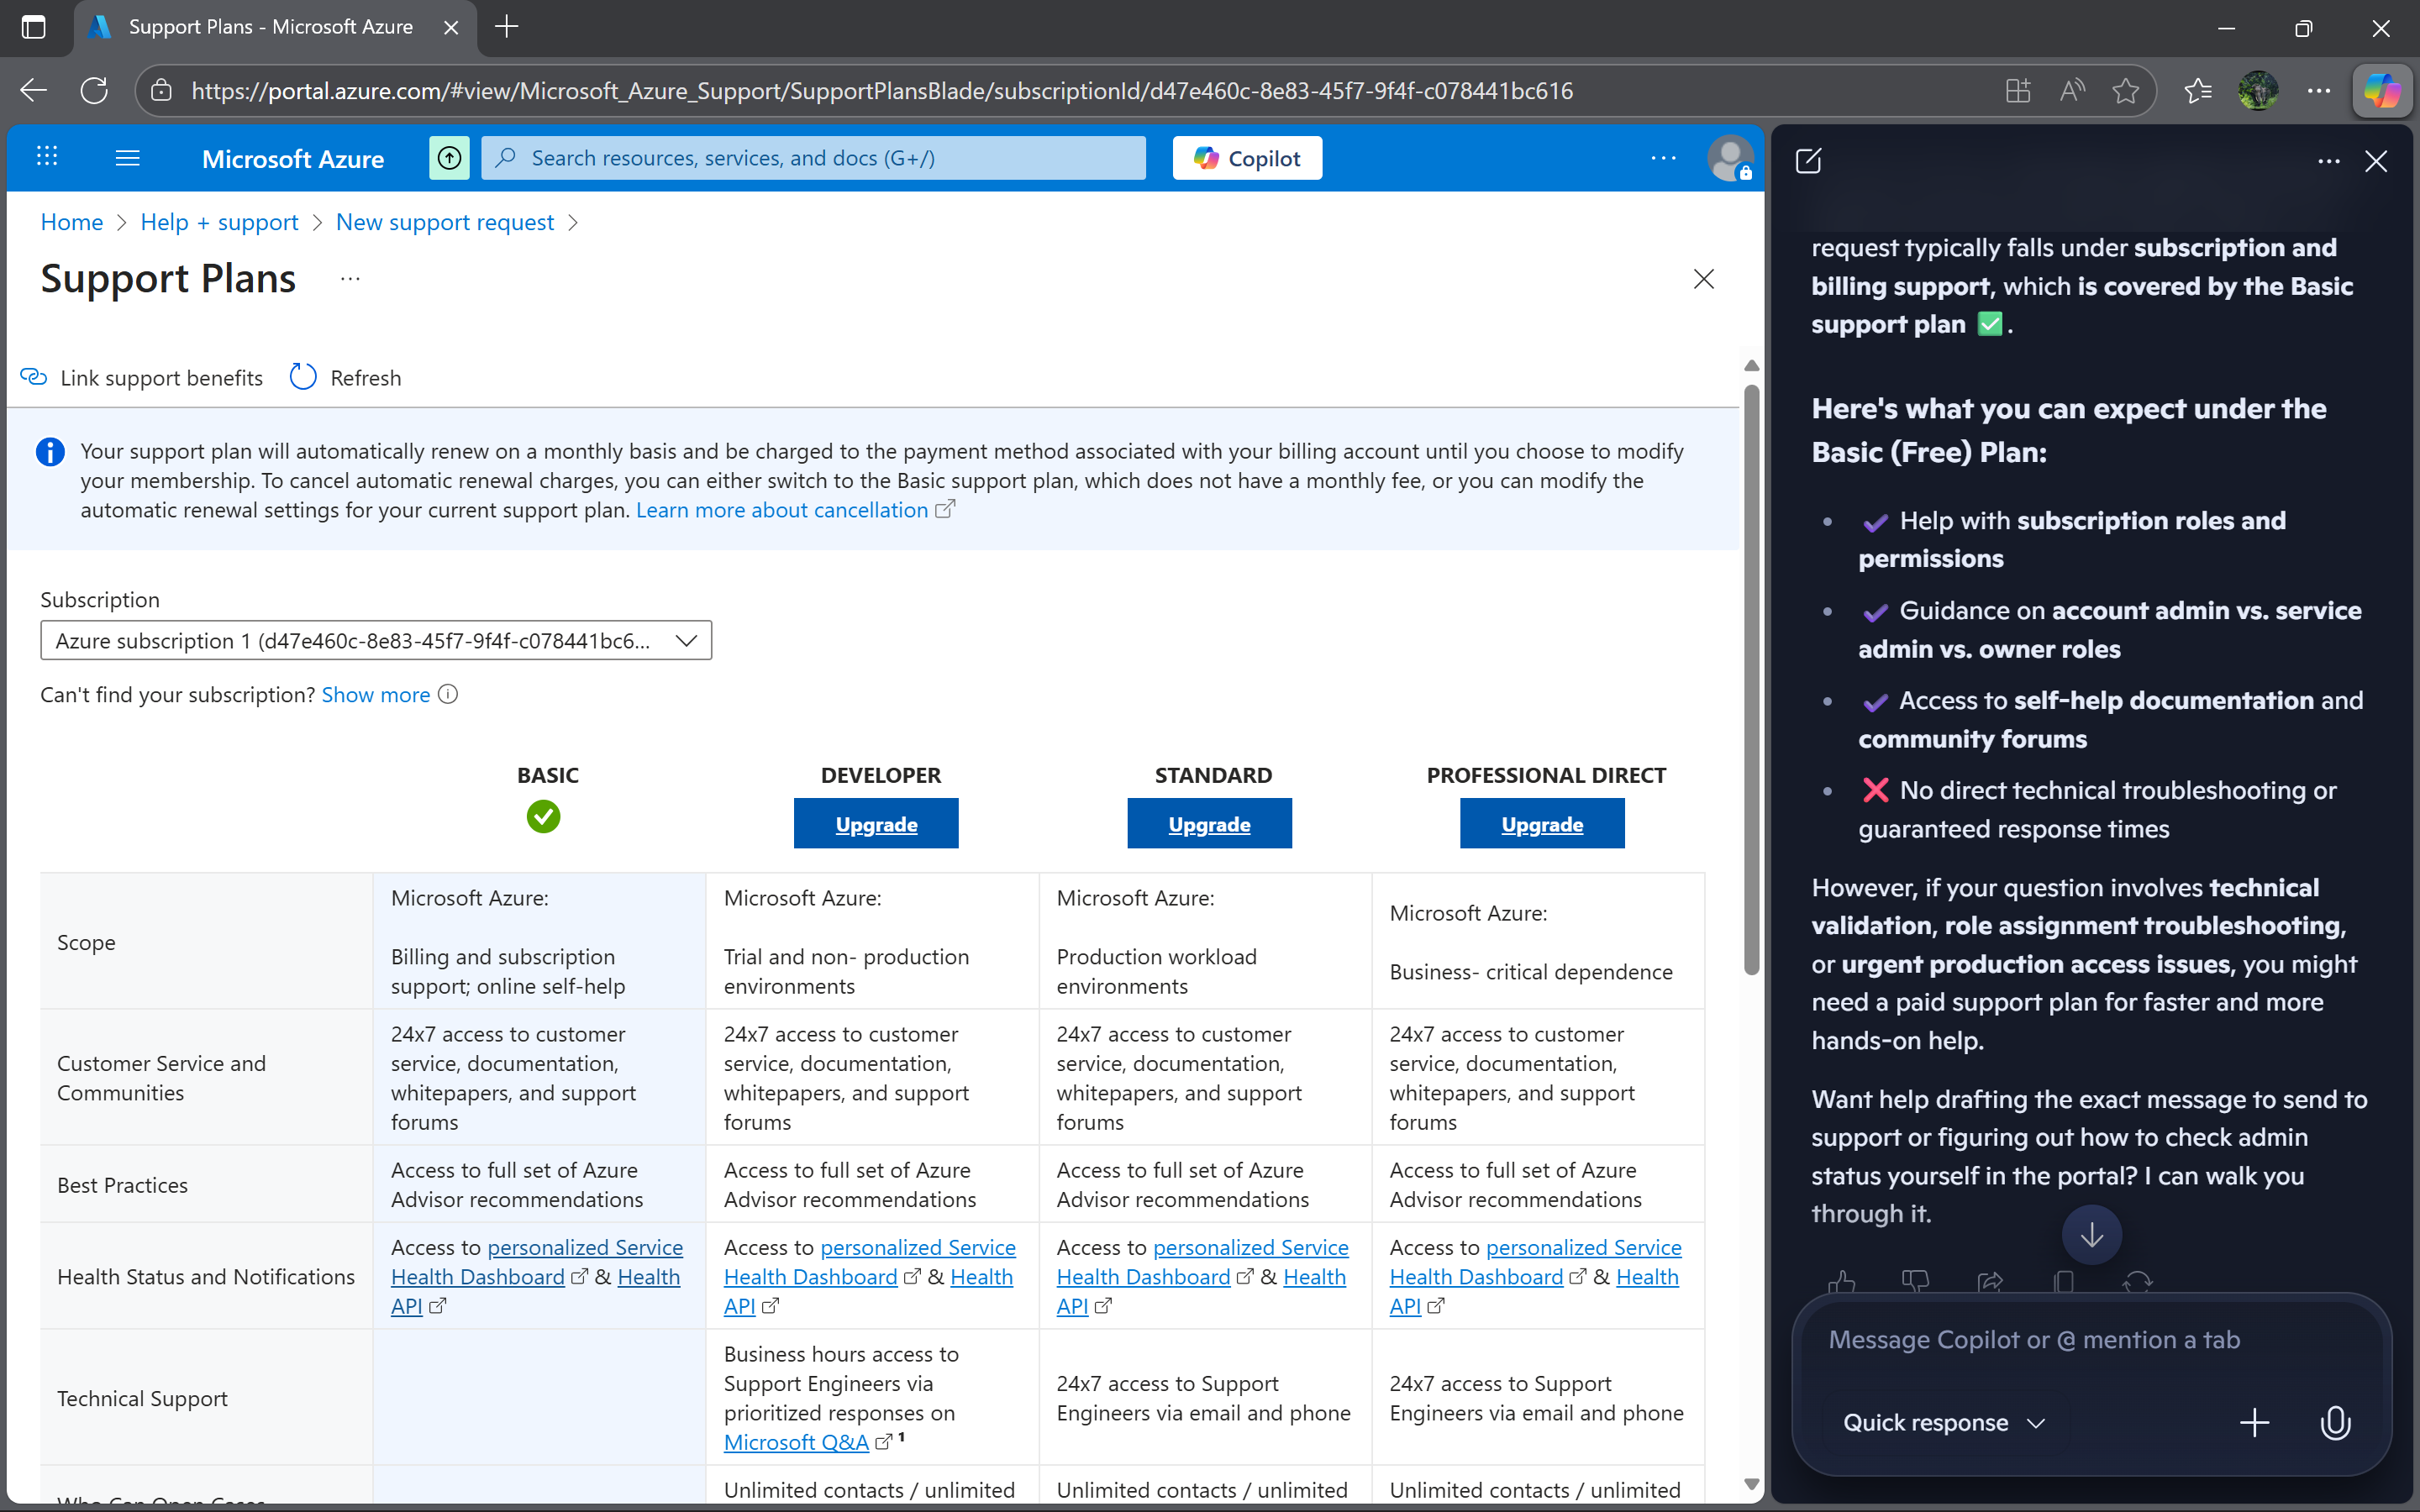 Support Plans - Microsoft Azure
https://portal.azure.com/#view/Microsoft_Azure_Support/SupportPlansBlade/subscriptionId/d47e460c-8e83-45f7-9f4f-c078441bc616
Microsoft Azure
Search resources, services, and docs (G+/)
Copilot
Home > Help + support > New support request >
Support Plans ...
Link support benefits
Refresh
Your support plan will automatically renew on a monthly basis and be charged to the payment method associated with your billing account until you choose to modify
your membership. To cancel automatic renewal charges, you can either switch to the Basic support plan, which does not have a monthly fee, or you can modify the
automatic renewal settings for your current support plan. Learn more about cancellation
Subscription
Azure subscription 1 (d47e460c-8e83-45f7-9f4f-c078441bc6...
Can't find your subscription? Show more
BASIC
DEVELOPER
Upgrade
STANDARD
Upgrade
PROFESSIONAL DIRECT
Upgrade
Scope
Microsoft Azure:
Billing and subscription
support; online self-help
Microsoft Azure:
Trial and non- production
environments
Microsoft Azure:
Production workload
environments
Microsoft Azure:
Business- critical dependence
Customer Service and
Communities
24x7 access to customer
service, documentation,
whitepapers, and support
forums
24x7 access to customer
service, documentation,
whitepapers, and support
forums
24x7 access to customer
service, documentation,
whitepapers, and support
forums
24x7 access to customer
service, documentation,
whitepapers, and support
forums
Best Practices
Access to full set of Azure
Advisor recommendations
Access to full set of Azure
Advisor recommendations
Access to full set of Azure
Advisor recommendations
Access to full set of Azure
Advisor recommendations
Health Status and Notifications
Access to personalized Service
Health Dashboard & Health
API
Access to personalized Service
Health Dashboard & Health
API
Access to personalized Service
Health Dashboard & Health
API
Access to personalized Service
Health Dashboard & Health
API
Technical Support
Business hours access to
Support Engineers via
prioritized responses on
Microsoft Q&A 1
24x7 access to Support
Engineers via email and phone
24x7 access to Support
Engineers via email and phone
Who Can Open Cases
Unlimited contacts / unlimited
Unlimited contacts / unlimited
Unlimited contacts / unlimited
request typically falls under subscription and
billing support, which is covered by the Basic
support plan ✅.
Here's what you can expect under the
Basic (Free) Plan:
• ✔ Help with subscription roles and
permissions
• ✔ Guidance on account admin vs. service
admin vs. owner roles
• ✔ Access to self-help documentation and
community forums
• ❌ No direct technical troubleshooting or
guaranteed response times
However, if your question involves technical
validation, role assignment troubleshooting,
or urgent production access issues, you might
need a paid support plan for faster and more
hands-on help.
Want help drafting the exact message to send to
support or figuring out how to check admin
status yourself in the portal? I can walk you
through it.
Message Copilot or @ mention a tab
Quick response